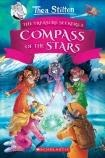 Thea Stilton
THE TREASURE SEEKERS
COMPASS
OF THE STARS
SCHOLASTIC